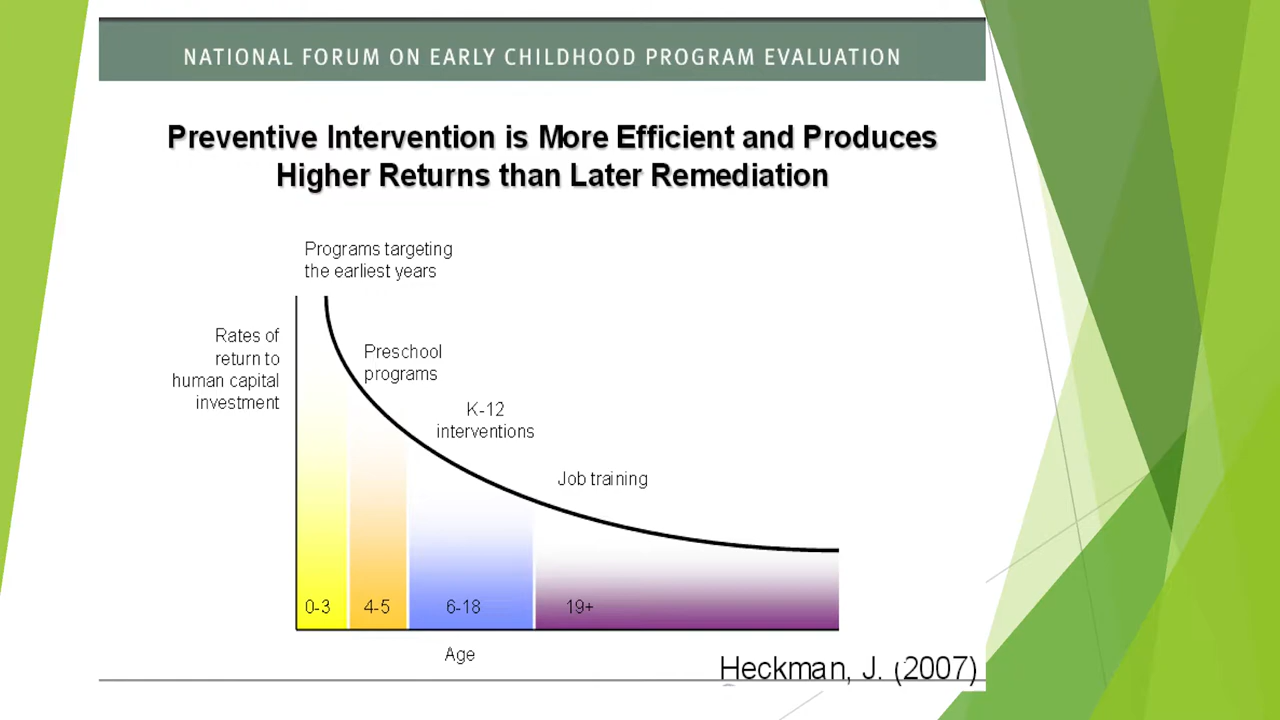 NATIONAL FORUM ON EARLY CHILDHOOD PROGRAM EVALUATION
Preventive Intervention is More Efficient and Produces
Higher Returns than Later Remediation
Programs targeting
the earliest years
Rates of
return to
human capital
investment
Preschool
programs
K-12
interventions
Job training
0-3
4-5
6-18
19+
Age
Heckman, J. (2007)